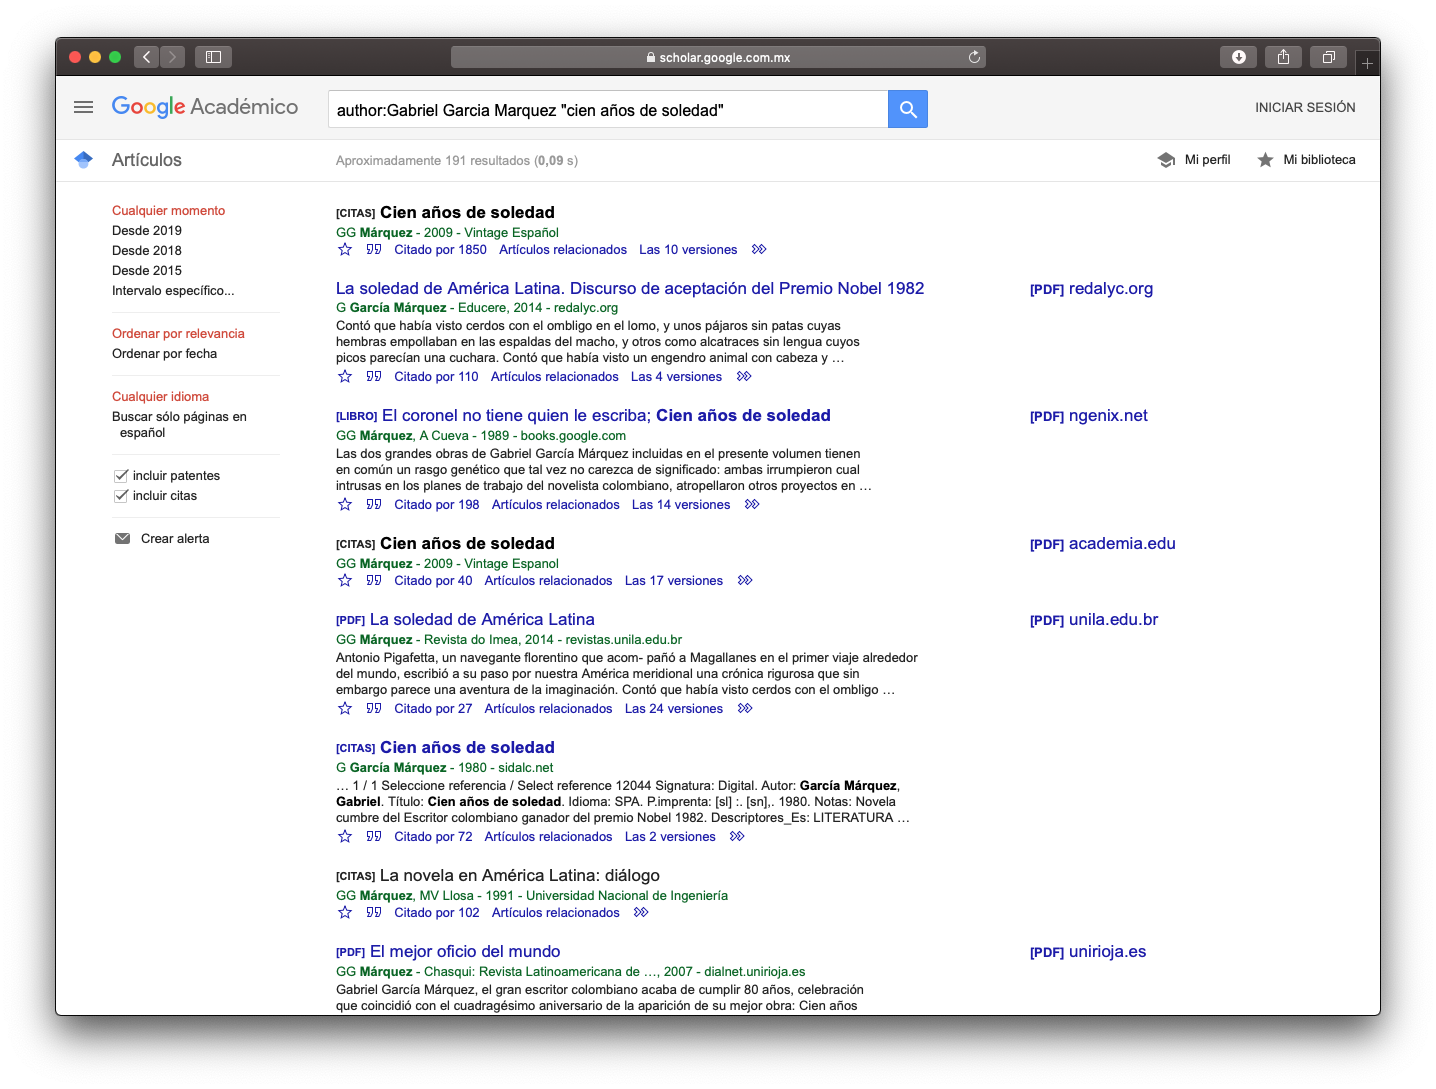 scholar.google.com.mx
Google Académico
author:Gabriel Garcia Marquez "cien años de soledad"
INICIAR SESIÓN
Artículos
Aproximadamente 191 resultados (0,09 s)
Mi perfil
Mi biblioteca
Cualquier momento
Desde 2019
Desde 2018
Desde 2015
Intervalo específico...
Ordenar por relevancia
Ordenar por fecha
Cualquier idioma
Buscar sólo páginas en
español
incluir patentes
incluir citas
Crear alerta
[CITAS] Cien años de soledad
GG Márquez - 2009 - Vintage Español
Citado por 1850 Artículos relacionados Las 10 versiones
La soledad de América Latina. Discurso de aceptación del Premio Nobel 1982
[PDF] redalyc.org
G García Márquez - Educere, 2014 - redalyc.org
Contó que había visto cerdos con el ombligo en el lomo, y unos pájaros sin patas cuyas
hembras empollaban en las espaldas del macho, y otros como alcatraces sin lengua cuyos
picos parecían una cuchara. Contó que había visto un engendro animal con cabeza y …
Citado por 110 Artículos relacionados Las 4 versiones
[LIBRO] El coronel no tiene quien le escriba; Cien años de soledad
[PDF] ngenix.net
GG Márquez, A Cueva - 1989 - books.google.com
Las dos grandes obras de Gabriel García Márquez incluidas en el presente volumen tienen
en común un rasgo genético que tal vez no carezca de significado: ambas irrumpieron cual
intrusas en los planes de trabajo del novelista colombiano, atropellaron otros proyectos en …
Citado por 198 Artículos relacionados Las 14 versiones
[CITAS] Cien años de soledad
[PDF] academia.edu
GG Márquez - 2009 - Vintage Espanol
Citado por 40 Artículos relacionados Las 17 versiones
[PDF] La soledad de América Latina
[PDF] unila.edu.br
GG Márquez - Revista do Imea, 2014 - revistas.unila.edu.br
Antonio Pigafetta, un navegante florentino que acom- pañó a Magallanes en el primer viaje alrededor
del mundo, escribió a su paso por nuestra América meridional una crónica rigurosa que sin
embargo parece una aventura de la imaginación. Contó que había visto cerdos con el ombligo …
Citado por 27 Artículos relacionados Las 24 versiones
[CITAS] Cien años de soledad
G García Márquez - 1980 - sidalc.net
… 1 / 1 Seleccione referencia / Select reference 12044 Signatura: Digital. Autor: García Márquez,
Gabriel. Título: Cien años de soledad. Idioma: SPA. P.imprenta: [sl] :. [sn],. 1980. Notas: Novela
cumbre del Escritor colombiano ganador del premio Nobel 1982. Descriptores_Es: LITERATURA …
Citado por 72 Artículos relacionados Las 2 versiones
[CITAS] La novela en América Latina: diálogo
GG Márquez, MV Llosa - 1991 - Universidad Nacional de Ingeniería
Citado por 102 Artículos relacionados
[PDF] El mejor oficio del mundo
[PDF] unirioja.es
GG Márquez - Chasqui: Revista Latinoamericana de …, 2007 - dialnet.unirioja.es
Gabriel García Márquez, el gran escritor colombiano acaba de cumplir 80 años, celebración
que coincidió con el cuadragésimo aniversario de la aparición de su mejor obra: Cien años